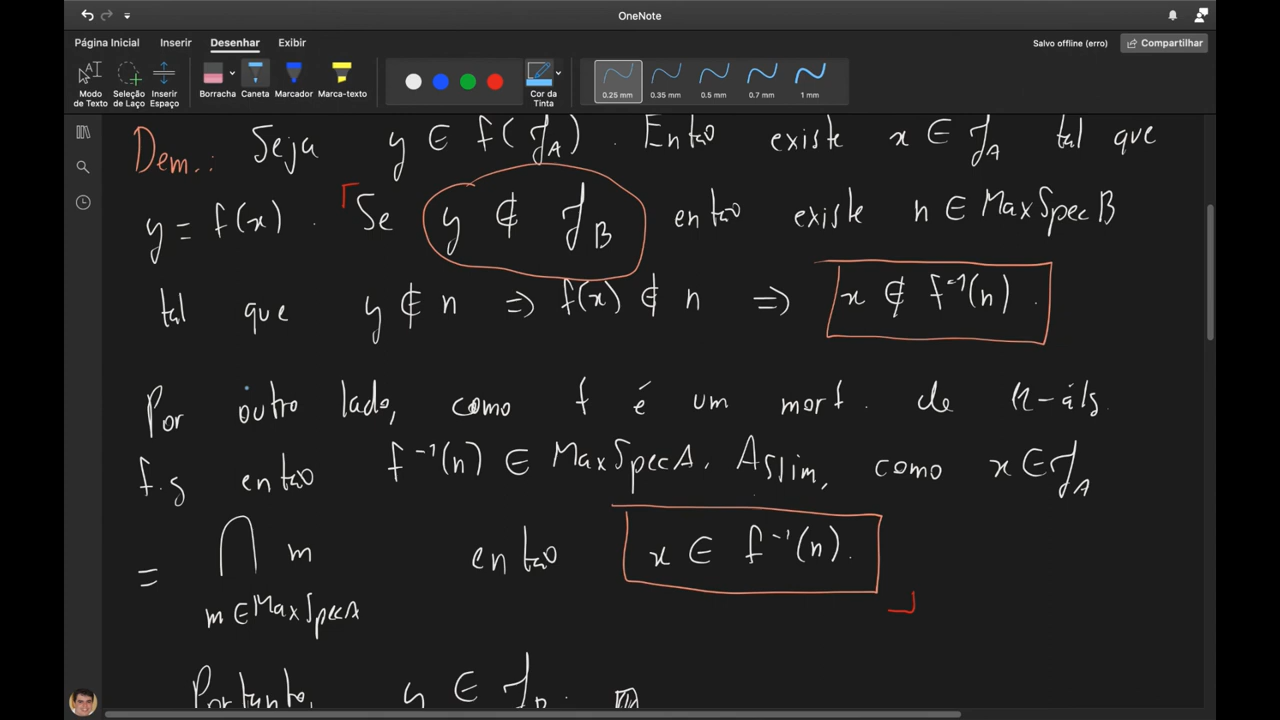 OneNote
Página Inicial Inserir Desenhar Exibir
Salvo offline (erro) Compartilhar
Modo de Texto
Seleção de Laço
Inserir Espaço
Borracha Caneta Marcador Marca-texto
Cor da Tinta
0.25 mm 0.35 mm 0.5 mm 0.7 mm 1 mm
Dem.: Seja y ∈ f(J_A). Então existe x ∈ J_A tal que
y = f(x). Se y ∉ J_B então existe n ∈ MaxSpecB
tal que y ∉ n ⇒ f(x) ∉ n ⇒ x ∉ f⁻¹(n).
Por outro lado, como f é um morf. de K-álg.
f.g então f⁻¹(n) ∈ MaxSpecA. Assim, como x ∈ J_A
= ⋂ m então x ∈ f⁻¹(n).
m ∈ MaxSpecA
Portanto, y ∈ J_B.